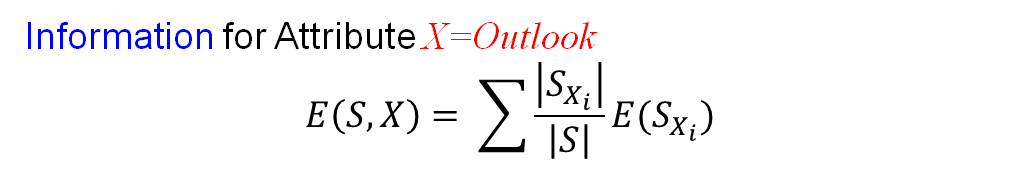 Information for Attribute X=Outlook
E(S, X) = ∑ |S_{X_i}| / |S| E(S_{X_i})